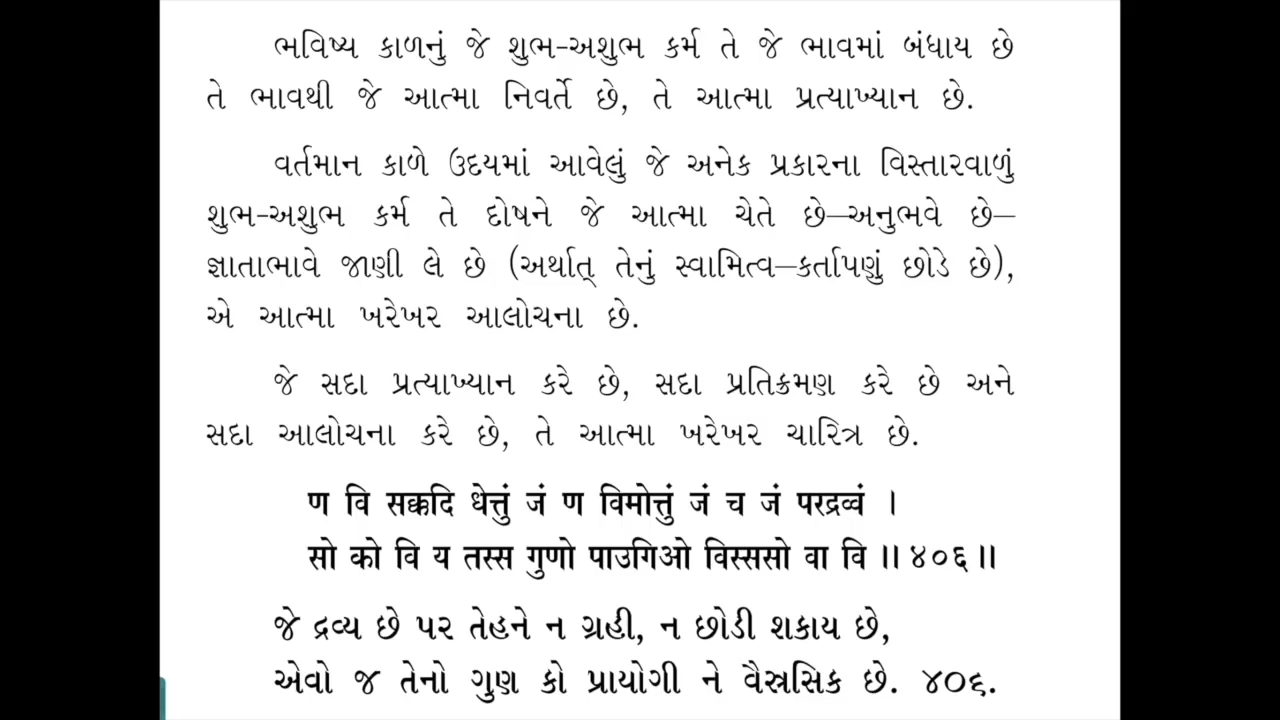 ભવિષ્ય કાળનું જે શુભ-અશુભ કર્મ તે જે ભાવમાં બંધાય છે
તે ભાવથી જે આત્મા નિવર્તે છે, તે આત્મા પ્રત્યાખ્યાન છે.
વર્તમાન કાળે ઉદયમાં આવેલું જે અનેક પ્રકારના વિસ્તારવાળું
શુભ-અશુભ કર્મ તે દોષને જે આત્મા ચેતે છે—અનુભવે છે—
જ્ઞાતાભાવે જાણી લે છે (અર્થાત્ તેનું સ્વામિત્વ—કર્તાપણું છોડે છે),
એ આત્મા ખરેખર આલોચના છે.
જે સદા પ્રત્યાખ્યાન કરે છે, સદા પ્રતિક્રમણ કરે છે અને
સદા આલોચના કરે છે, તે આત્મા ખરેખર ચારિત્ર છે.
ण वि सक्कदि धेत्तुं जं ण विमोत्तुं जं च जं परद्रव्वं ।
सो को वि य तस्स गुणो पाउगिओ विस्ससो वा वि ॥ ४०६ ॥
જે દ્રવ્ય છે પર તેહને ન ગ્રહી, ન છોડી શકાય છે,
એવો જ તેનો ગુણ કો પ્રાયોગી ને વૈસ્રસિક છે. ૪૦૬.